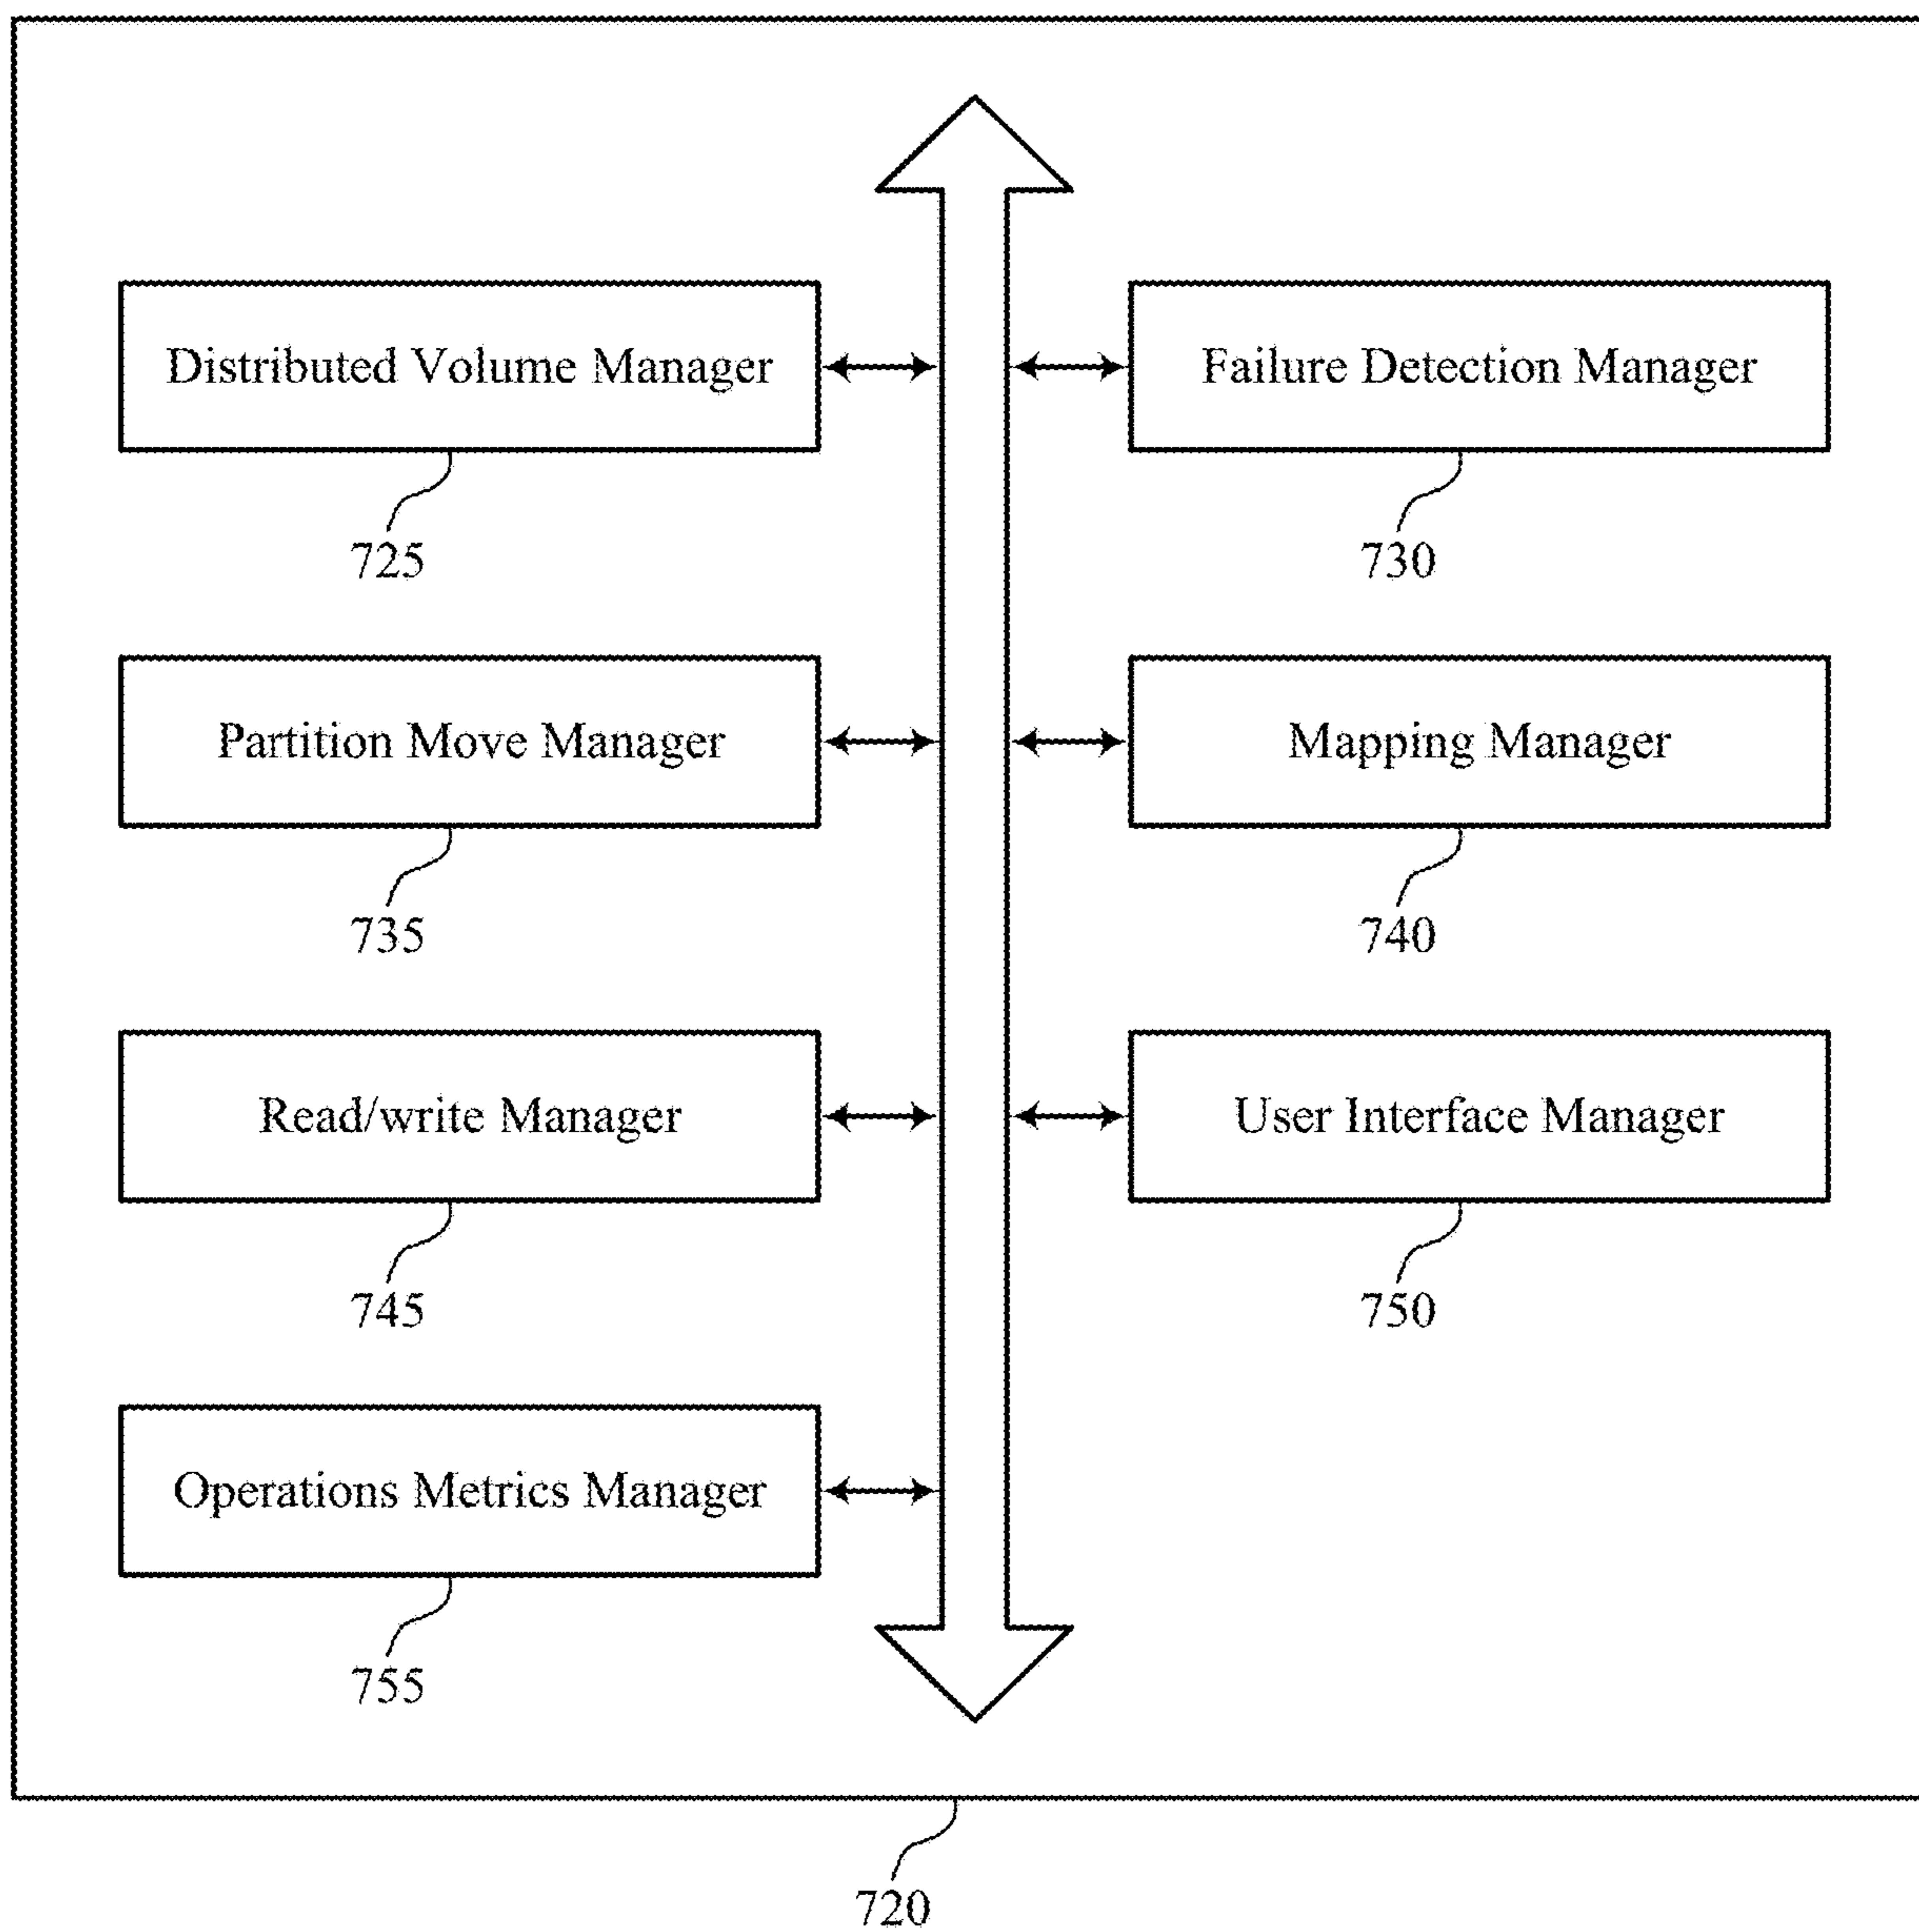 Distributed Volume Manager
Failure Detection Manager
725
730
Partition Move Manager
Mapping Manager
735
740
Read/write Manager
User Interface Manager
745
750
Operations Metrics Manager
755
720